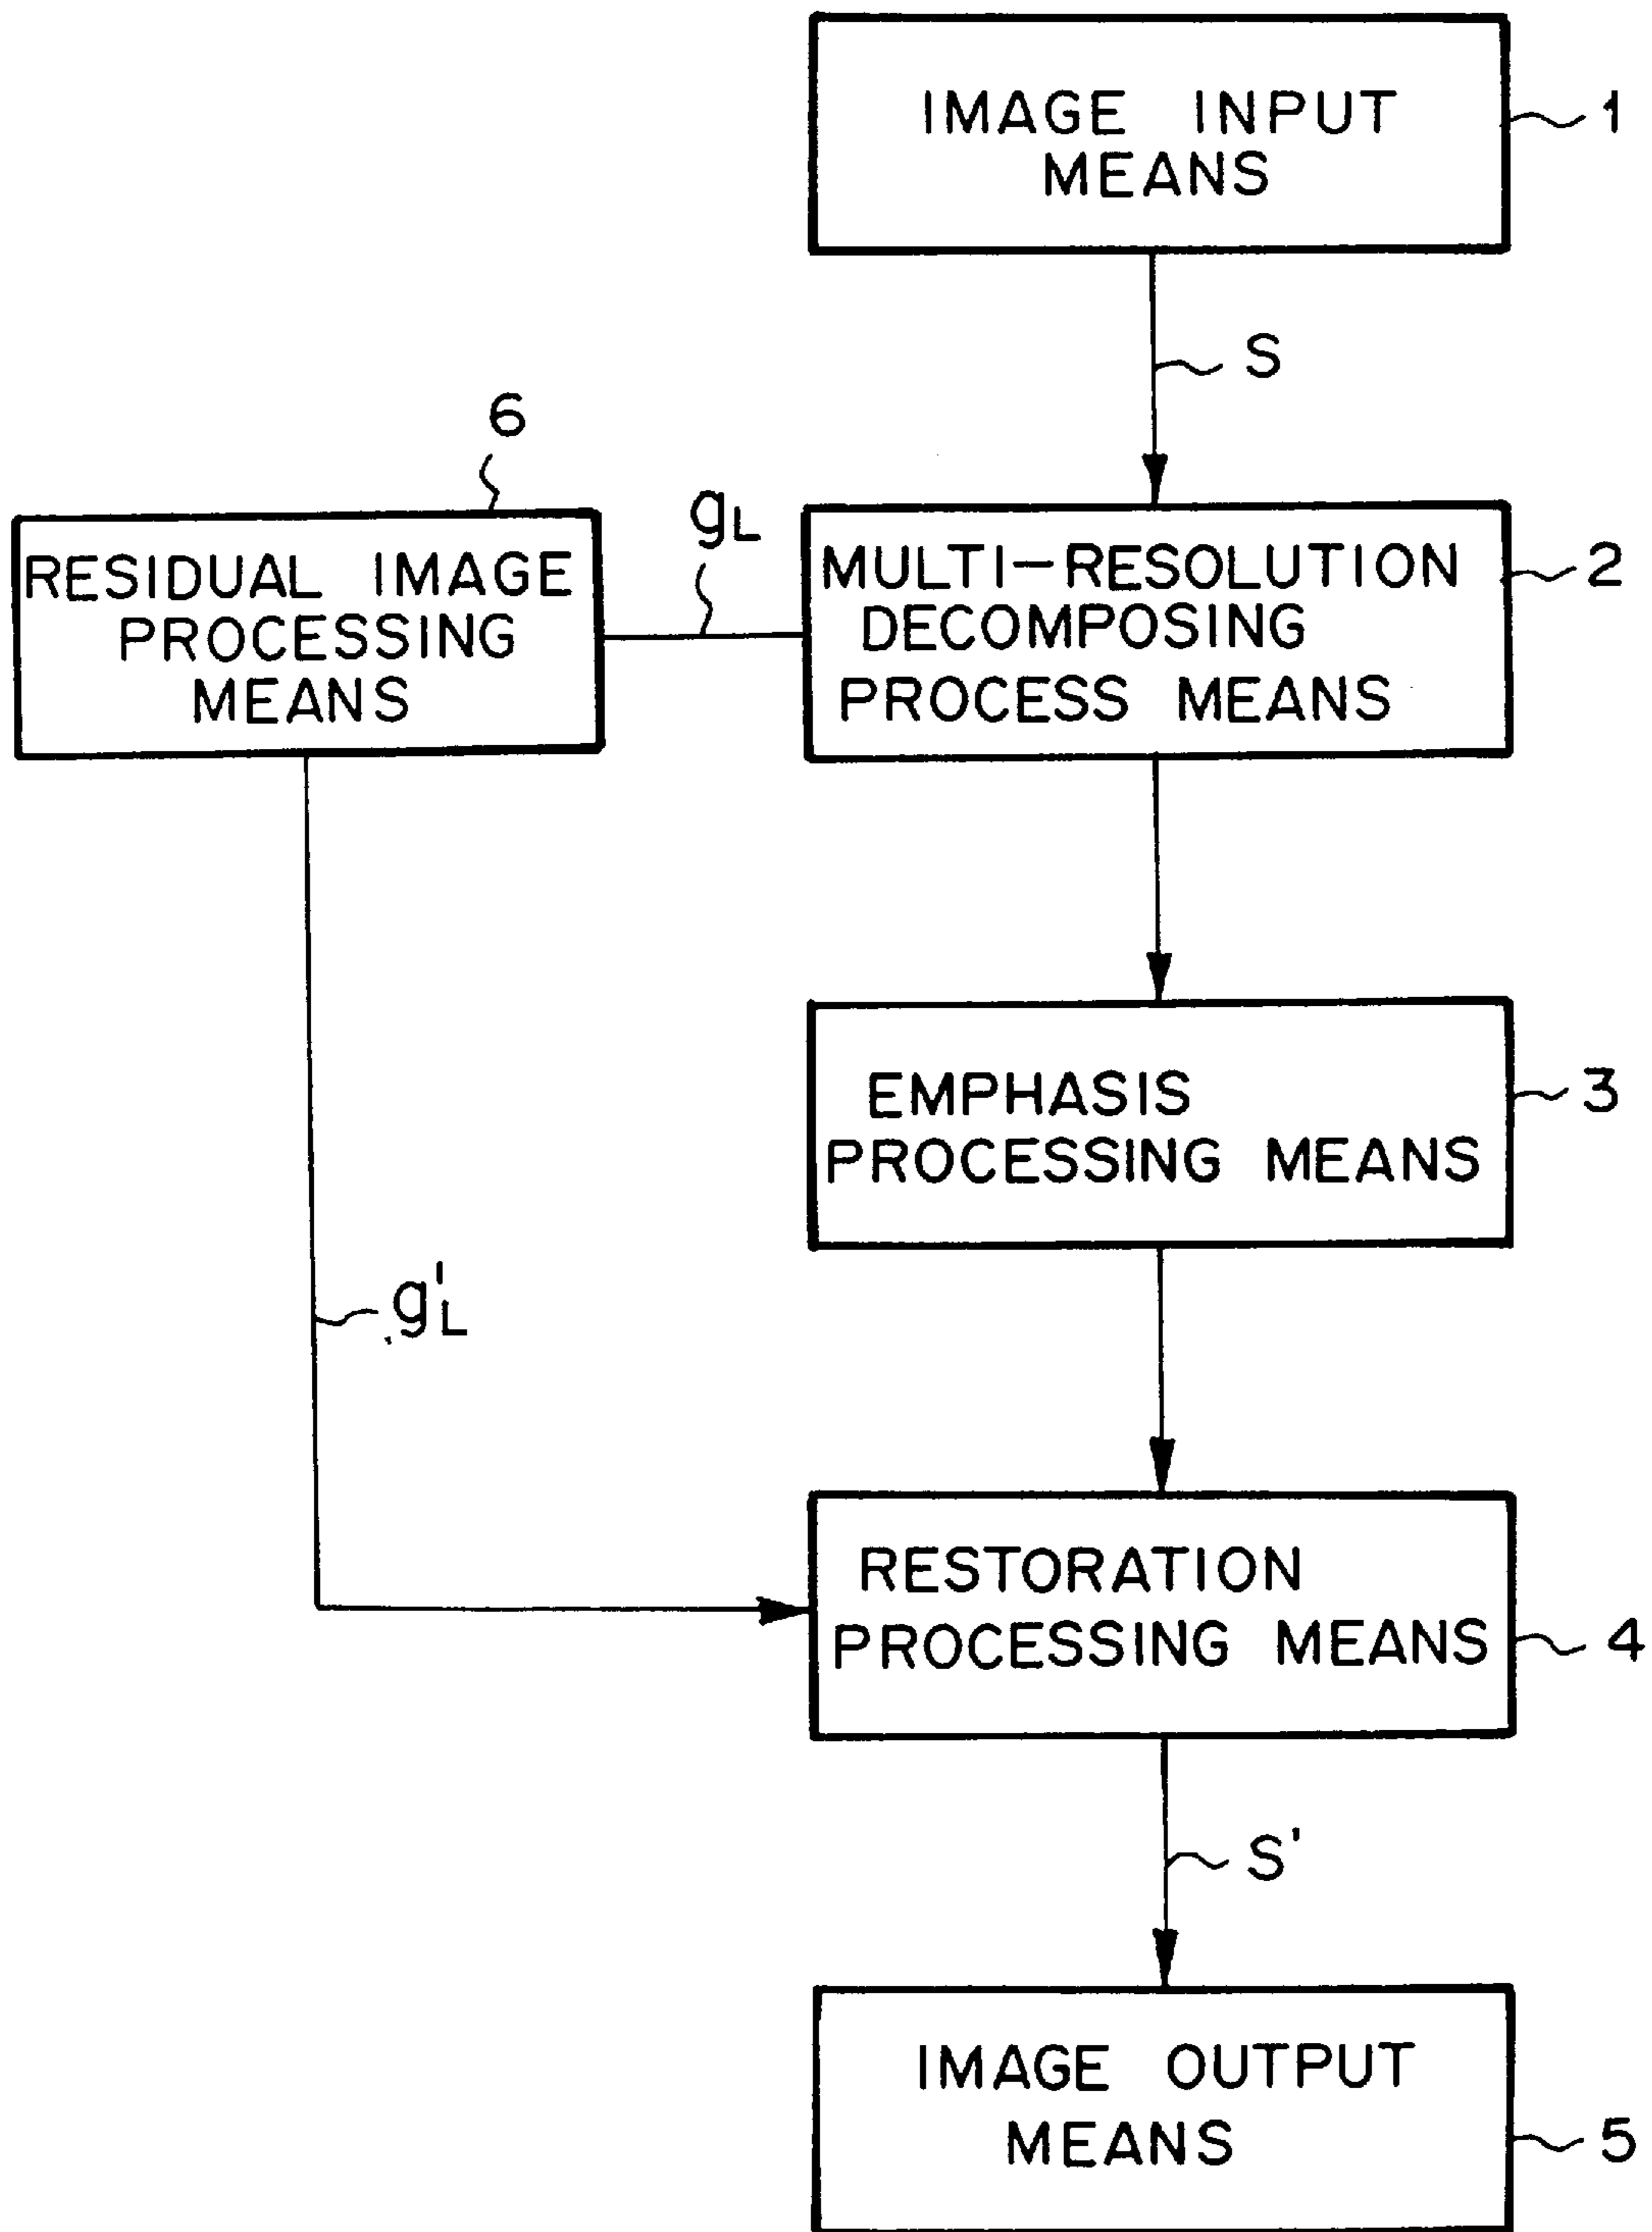 IMAGE INPUT
MEANS
1
S
6
RESIDUAL IMAGE
PROCESSING
MEANS
gL
MULTI-RESOLUTION
DECOMPOSING
PROCESS MEANS
2
EMPHASIS
PROCESSING MEANS
3
g'L
RESTORATION
PROCESSING MEANS
4
S'
IMAGE OUTPUT
MEANS
5